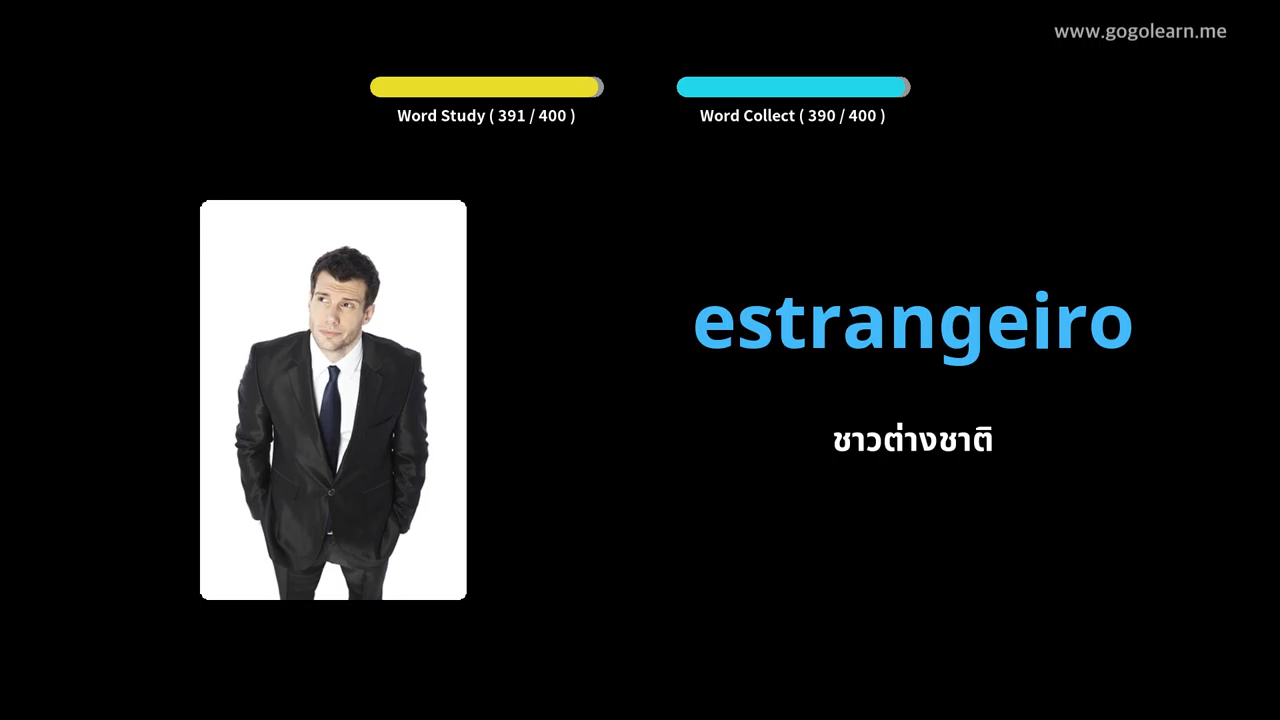 www.gogolearn.me
Word Study ( 391 / 400 )
Word Collect ( 390 / 400 )
estrangeiro
ชาวต่างชาติ